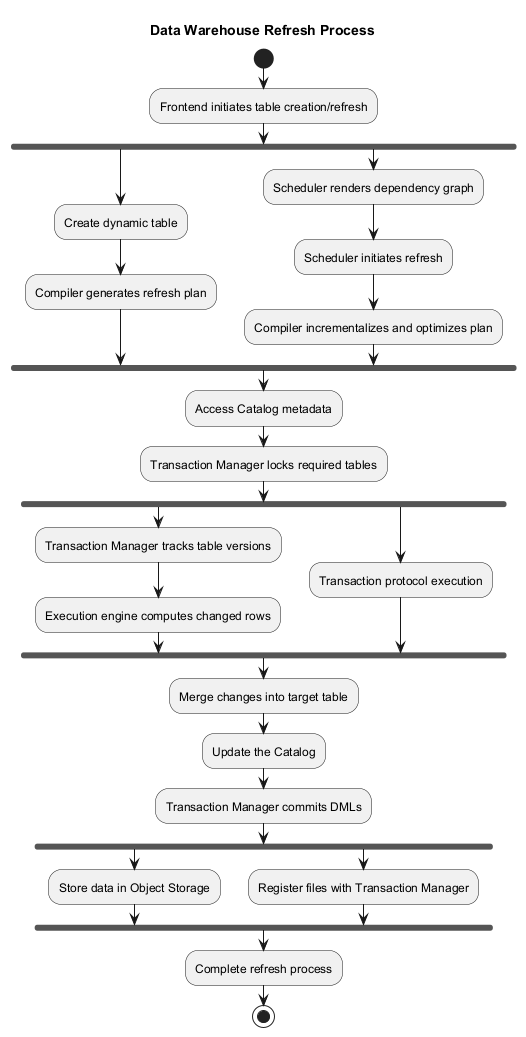 Data Warehouse Refresh Process
Frontend initiates table creation/refresh
Scheduler renders dependency graph
Create dynamic table
Scheduler initiates refresh
Compiler generates refresh plan
Compiler incrementalizes and optimizes plan
Access Catalog metadata
Transaction Manager locks required tables
Transaction Manager tracks table versions
Transaction protocol execution
Execution engine computes changed rows
Merge changes into target table
Update the Catalog
Transaction Manager commits DMLs
Store data in Object Storage
Register files with Transaction Manager
Complete refresh process